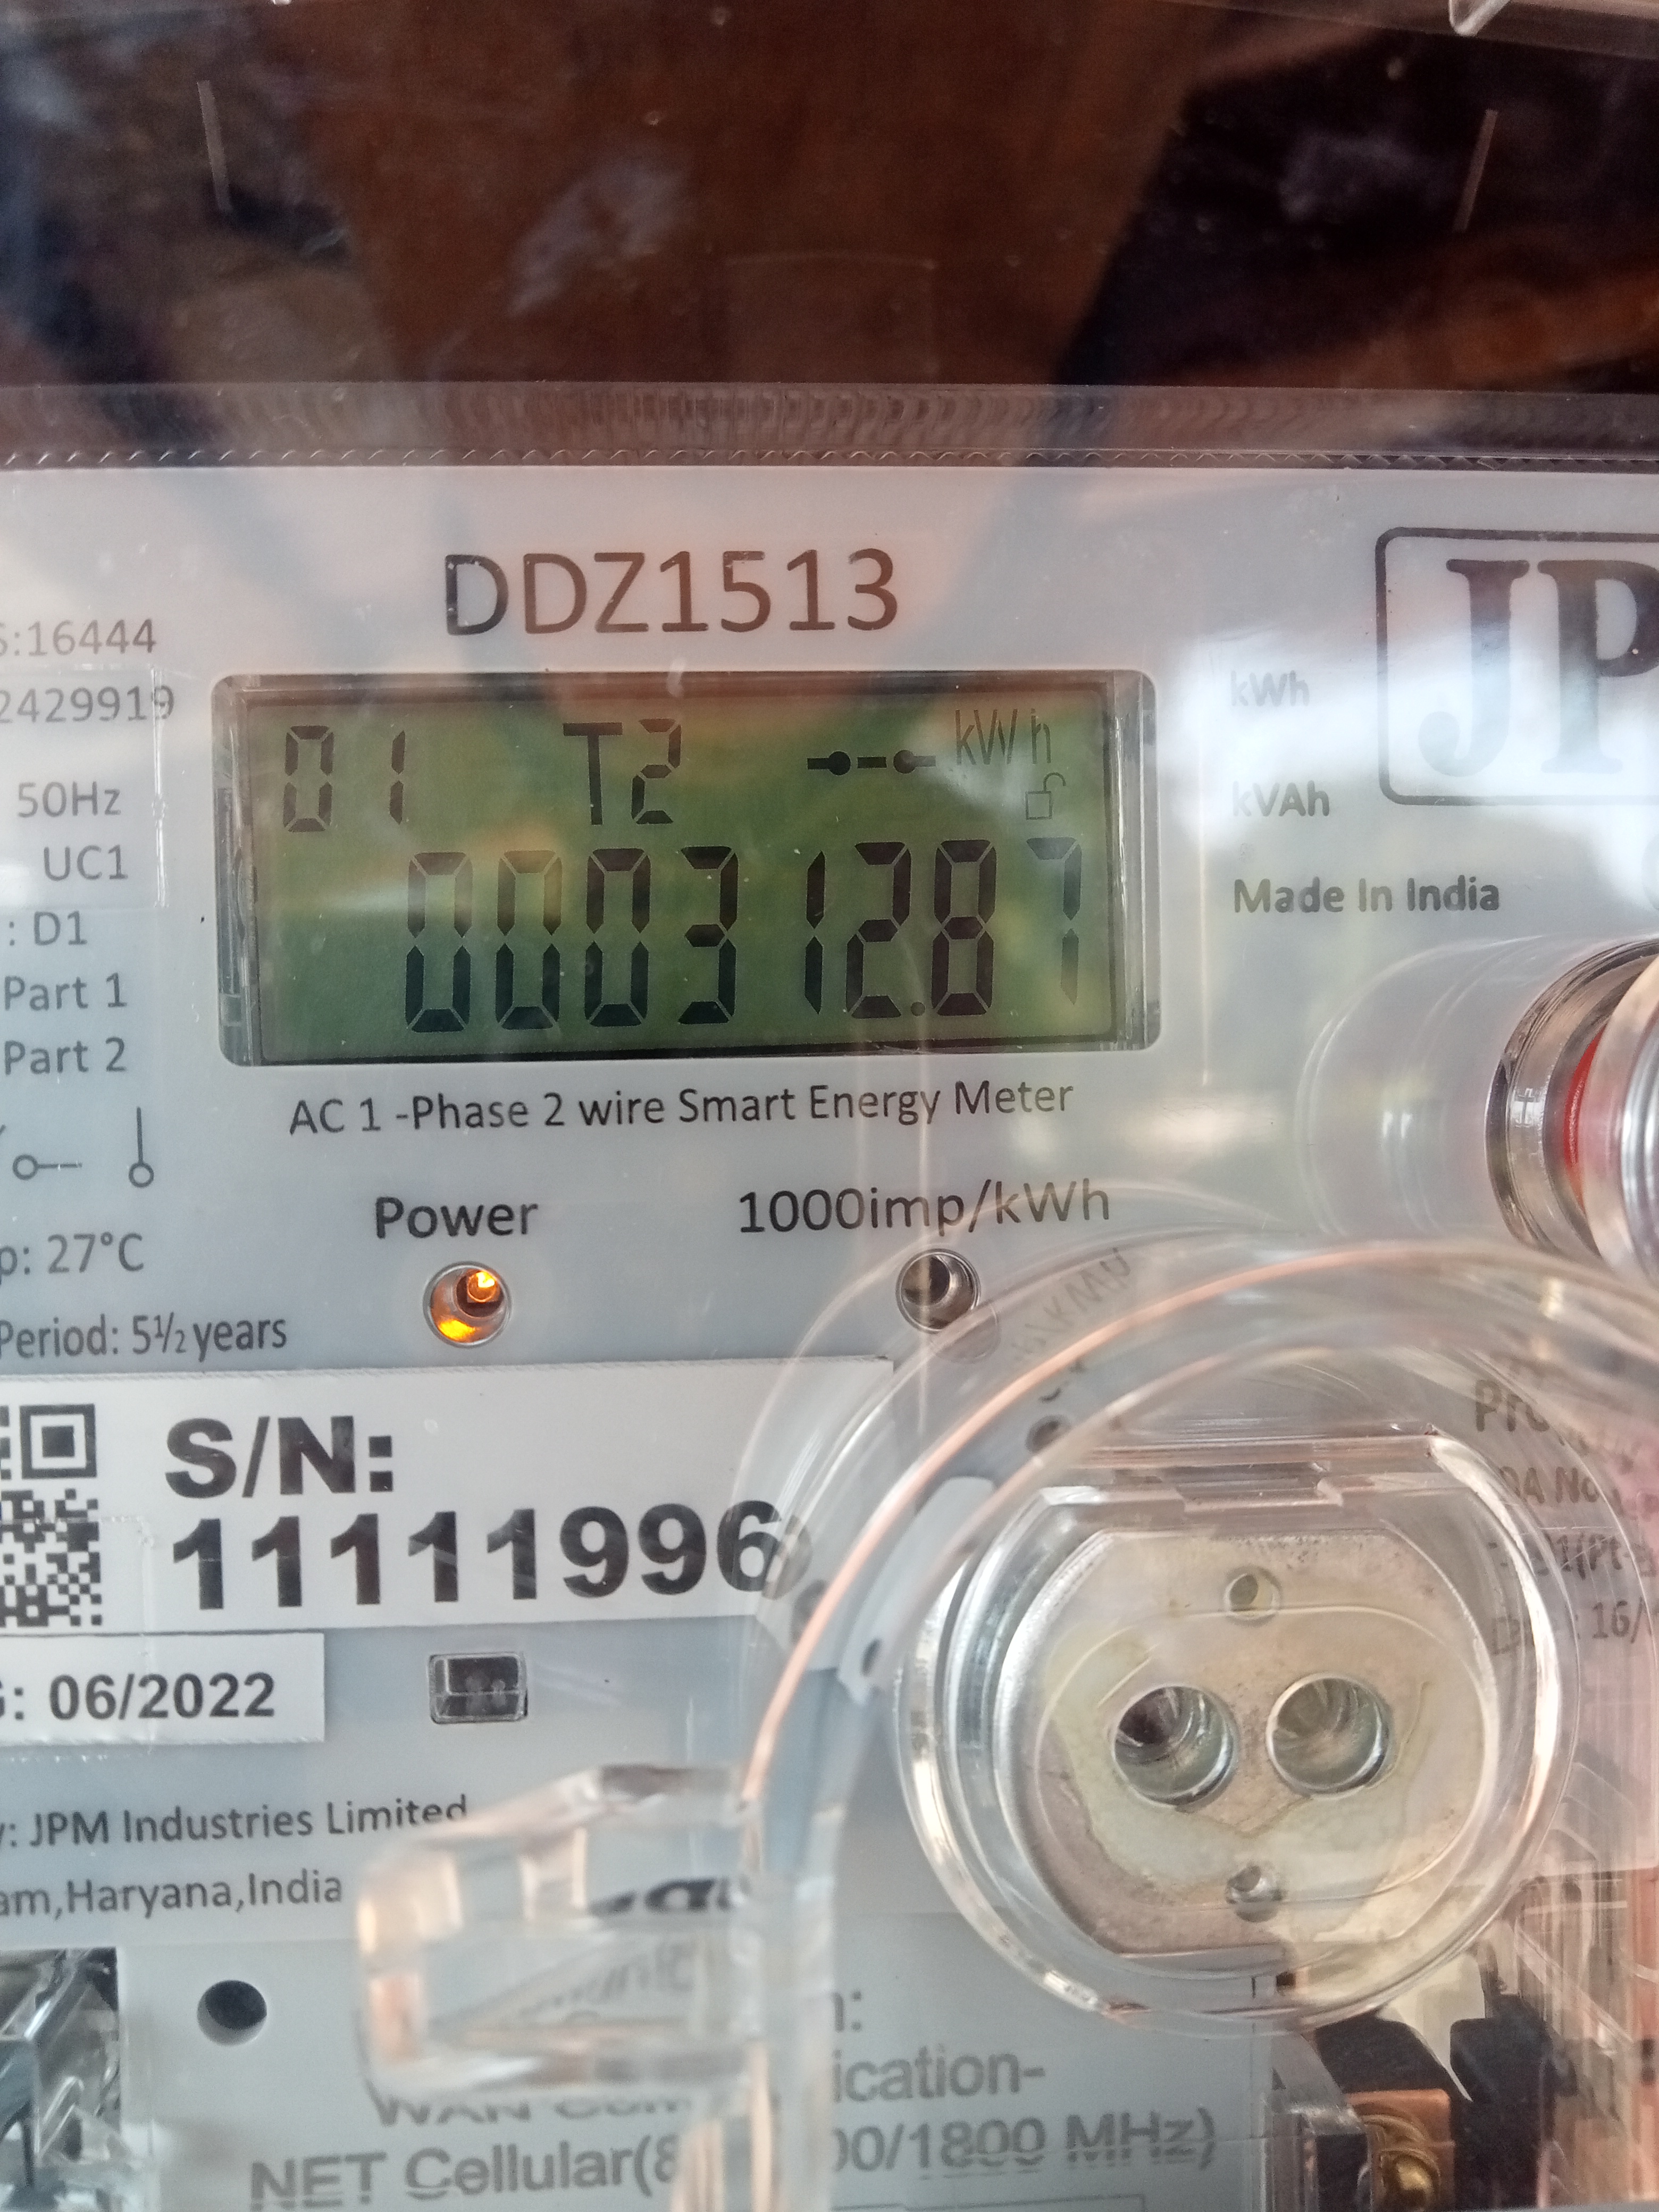 DDZ1513
JP
:16444
2429919
50Hz
UC1
: D1
Part 1
Part 2
01 T2 kWh
000312.87
kWh
kVAh
Made In India
AC 1 -Phase 2 wire Smart Energy Meter
Power 1000imp/kWh
p: 27°C
Period: 5½ years
S/N:
11111996
: 06/2022
: JPM Industries Limited
am,Haryana,India
ication-
NET Cellular(8 00/1800 MHz)